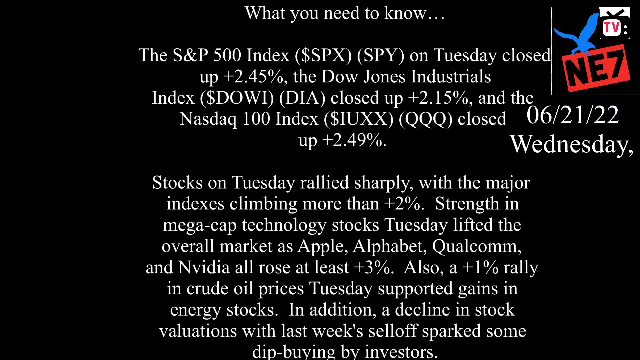 What you need to know…
The S&P 500 Index ($SPX) (SPY) on Tuesday closed
up +2.45%, the Dow Jones Industrials
Index ($DOWI) (DIA) closed up +2.15%, and the
Nasdaq 100 Index ($IUXX) (QQQ) closed
up +2.49%.
Stocks on Tuesday rallied sharply, with the major
indexes climbing more than +2%.  Strength in
mega-cap technology stocks Tuesday lifted the
overall market as Apple, Alphabet, Qualcomm,
and Nvidia all rose at least +3%.  Also, a +1% rally
in crude oil prices Tuesday supported gains in
energy stocks.  In addition, a decline in stock
valuations with last week's selloff sparked some
dip-buying by investors.
TV
NE7
06/21/22
Wednesday,